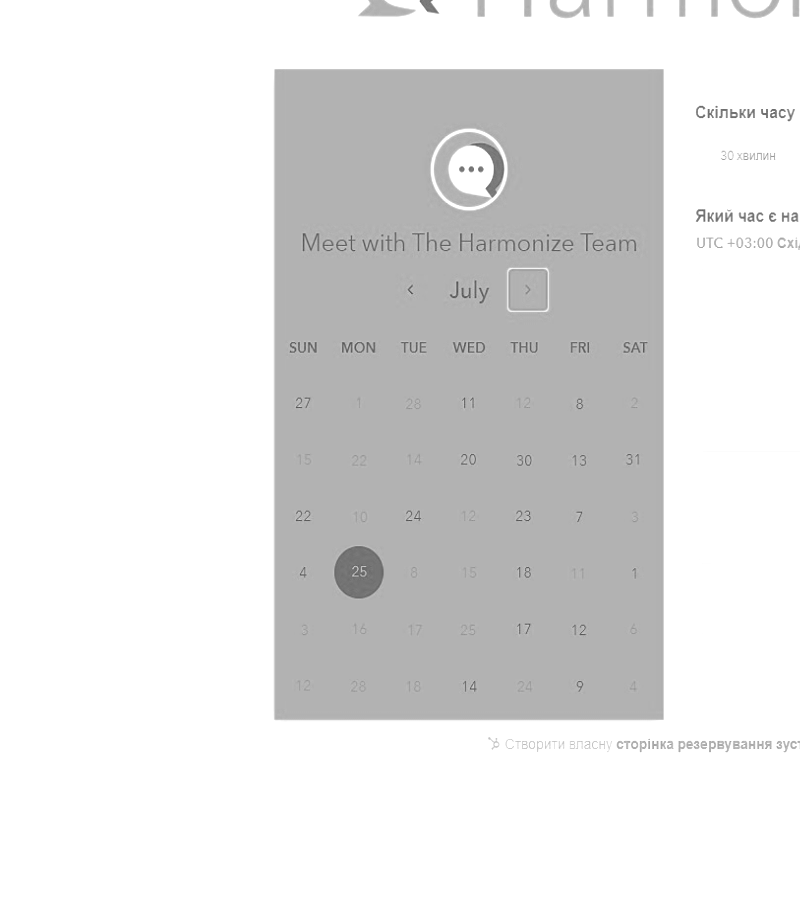 Harmon
Meet with The Harmonize Team
July
SUN MON TUE WED THU FRI SAT
27 1 28 11 12 8 2
15 22 14 20 30 13 31
22 10 24 12 23 7 3
4 25 8 15 18 11 1
3 16 17 25 17 12 6
12 28 18 14 24 9 4
Скільки часу
30 хвилин
Який час є на
UTC +03:00 Схі
Створити власну сторінка резервування зуст